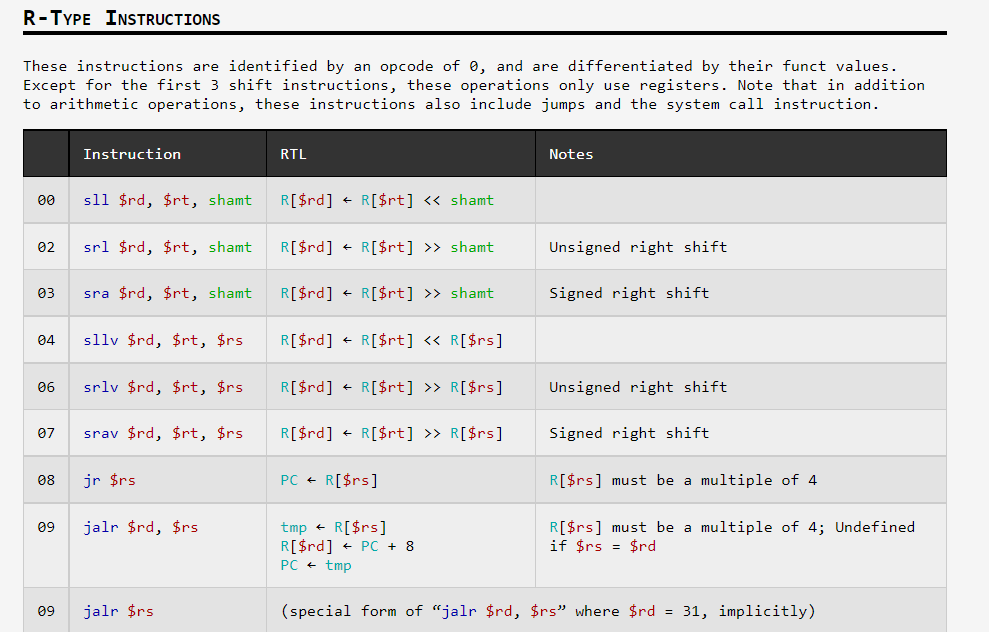 R-Type Instructions
These instructions are identified by an opcode of 0, and are differentiated by their funct values.
Except for the first 3 shift instructions, these operations only use registers. Note that in addition
to arithmetic operations, these instructions also include jumps and the system call instruction.
Instruction RTL Notes
00 sll $rd, $rt, shamt R[$rd] ← R[$rt] << shamt
02 srl $rd, $rt, shamt R[$rd] ← R[$rt] >> shamt Unsigned right shift
03 sra $rd, $rt, shamt R[$rd] ← R[$rt] >> shamt Signed right shift
04 sllv $rd, $rt, $rs R[$rd] ← R[$rt] << R[$rs]
06 srlv $rd, $rt, $rs R[$rd] ← R[$rt] >> R[$rs] Unsigned right shift
07 srav $rd, $rt, $rs R[$rd] ← R[$rt] >> R[$rs] Signed right shift
08 jr $rs PC ← R[$rs] R[$rs] must be a multiple of 4
09 jalr $rd, $rs tmp ← R[$rs] R[$rs] must be a multiple of 4; Undefined
R[$rd] ← PC + 8 if $rs = $rd
PC ← tmp
09 jalr $rs (special form of “jalr $rd, $rs” where $rd = 31, implicitly)